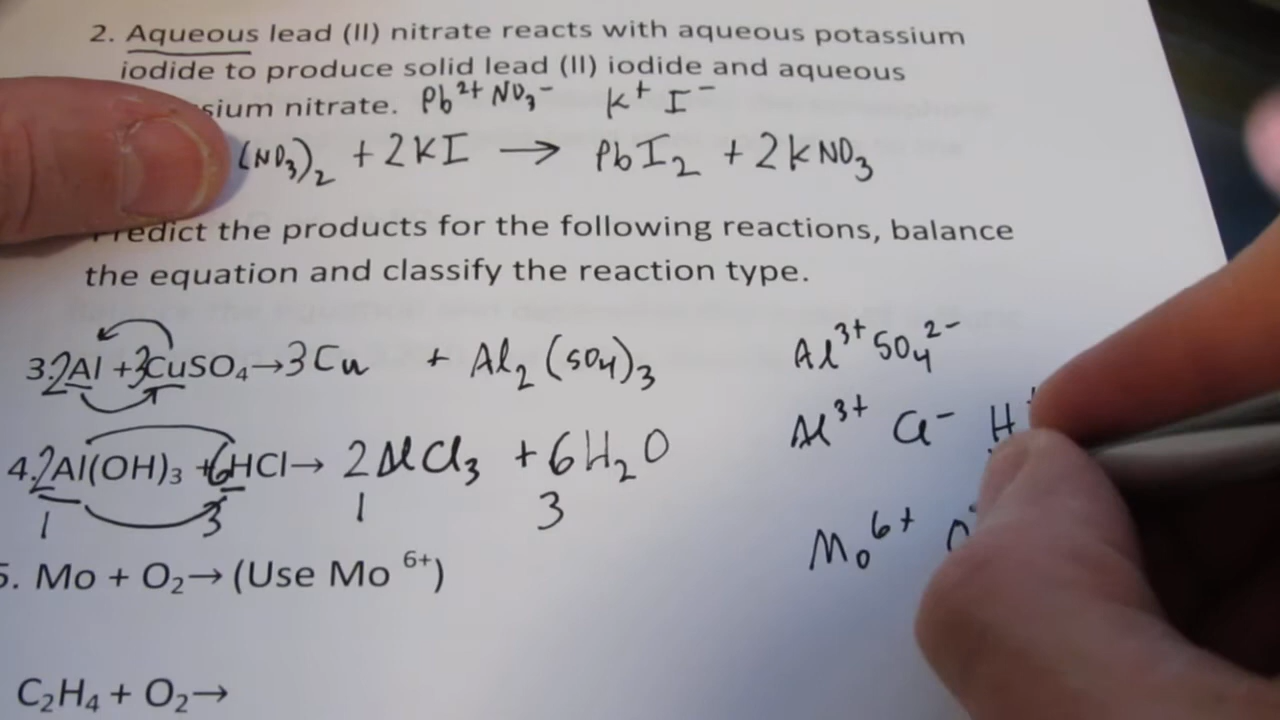 2. Aqueous lead (II) nitrate reacts with aqueous potassium
iodide to produce solid lead (II) iodide and aqueous
sium nitrate. Pb²⁺ NO₃⁻ K⁺ I⁻
(NO₃)₂ + 2KI → PbI₂ + 2KNO₃
Predict the products for the following reactions, balance
the equation and classify the reaction type.
3. 2Al + 3CuSO₄ → 3Cu + Al₂(SO₄)₃ Al³⁺ SO₄²⁻
4. 2Al(OH)₃ + 6HCl → 2AlCl₃ + 6H₂O Al³⁺ Cl⁻ H⁺
1 3 1 3
5. Mo + O₂ → (Use Mo ⁶⁺) Mo⁶⁺ O
C₂H₄ + O₂ →